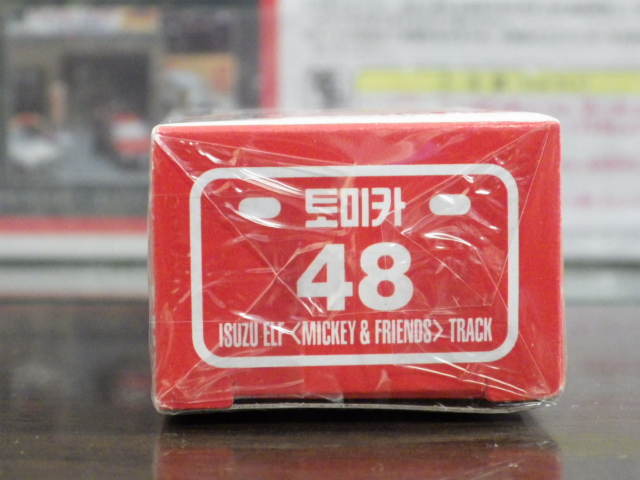 토미카
48
ISUZU ELF <MICKEY & FRIENDS> TRACK